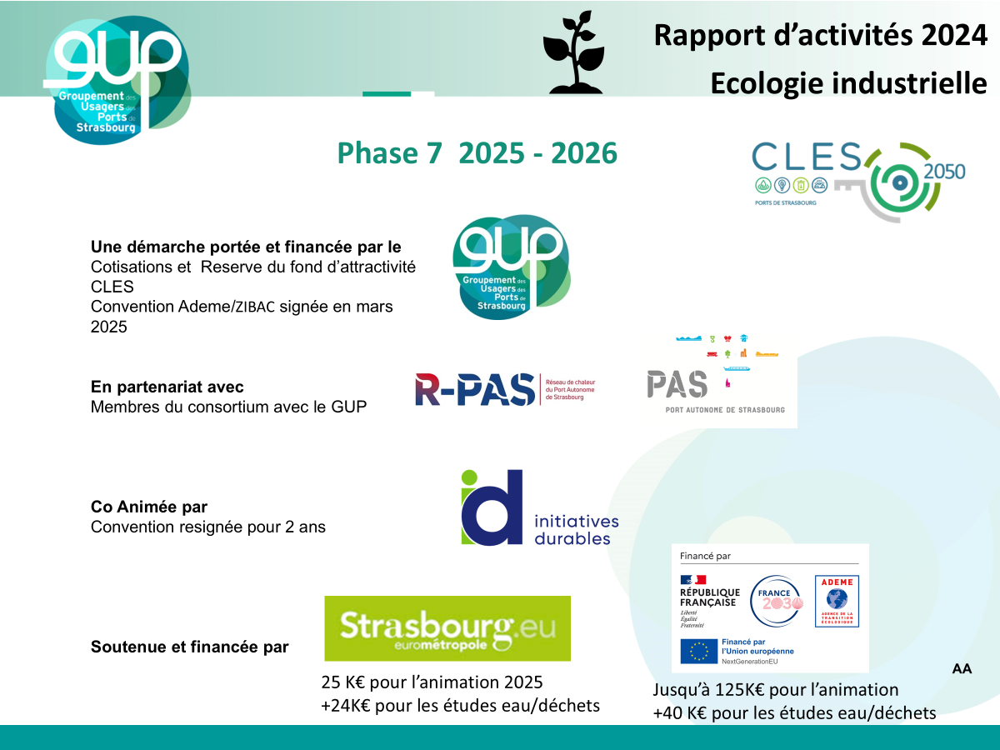 gup
Groupement des
Usagers des
Ports de
Strasbourg
Rapport d’activités 2024
Ecologie industrielle
Phase 7 2025 - 2026
CLES
2050
PORTS DE STRASBOURG
Une démarche portée et financée par le
Cotisations et Reserve du fond d’attractivité
CLES
Convention Ademe/ZIBAC signée en mars
2025
gup
Groupement des
Usagers des
Ports de
Strasbourg
En partenariat avec
Membres du consortium avec le GUP
R-PAS
Réseau de chaleur
du Port Autonome
de Strasbourg
PAS
PORT AUTONOME DE STRASBOURG
Co Animée par
Convention resignée pour 2 ans
id
initiatives
durables
Soutenue et financée par
Strasbourg.eu
eurométropole
25 K€ pour l’animation 2025
+24K€ pour les études eau/déchets
Financé par
RÉPUBLIQUE
FRANÇAISE
Liberté
Égalité
Fraternité
FRANCE
2030
ADEME
AGENCE DE LA
TRANSITION
ÉCOLOGIQUE
Financé par
l’Union européenne
NextGenerationEU
AA
Jusqu’à 125K€ pour l’animation
+40 K€ pour les études eau/déchets